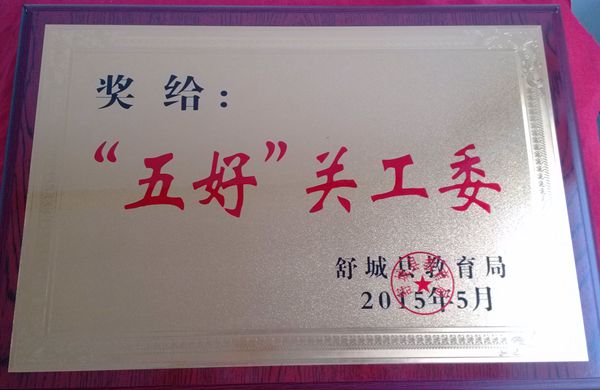 奖给：
“五好”关工委
舒城县教育局
2015年5月